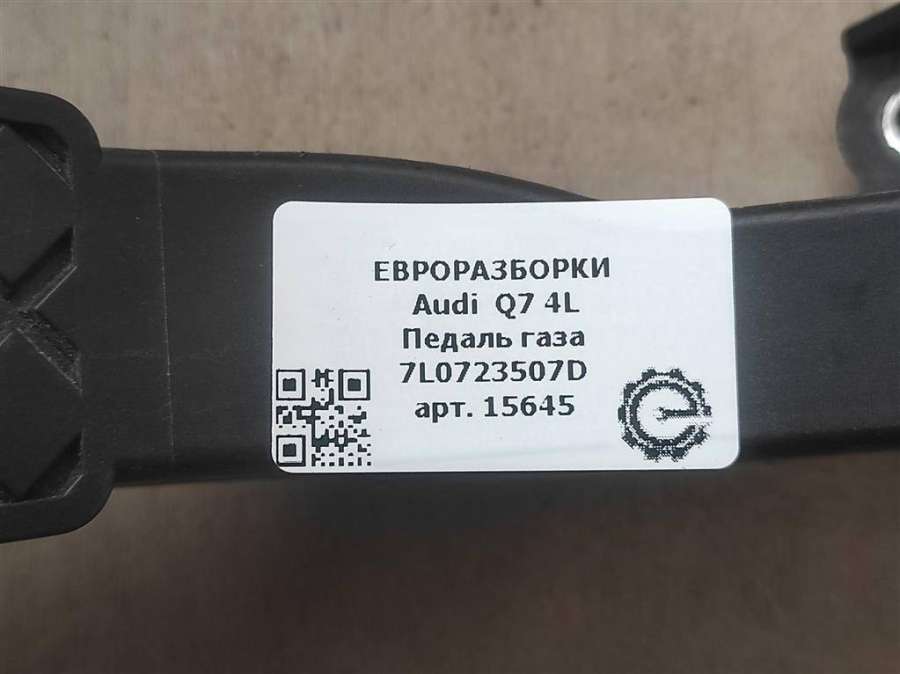 ЕВРОРАЗБОРКИ
Audi Q7 4L
Педаль газа
7L0723507D
арт. 15645